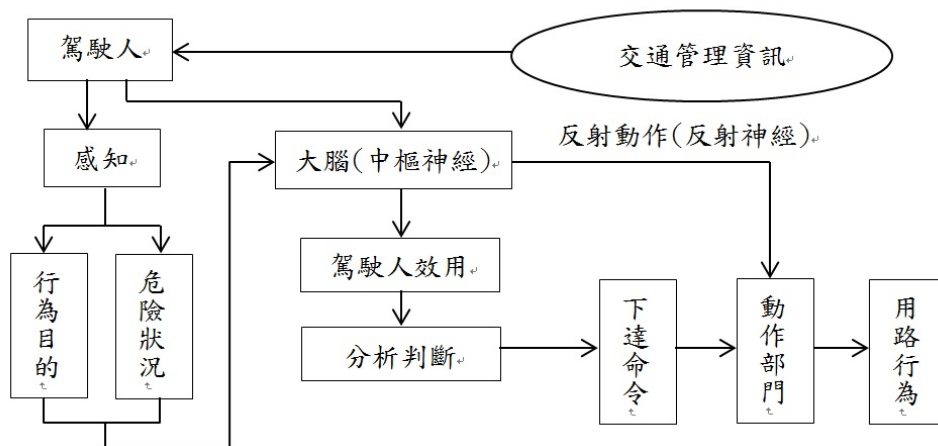 駕駛人
交通管理資訊
感知
大腦(中樞神經)
反射動作(反射神經)
行為目的
危險狀況
駕駛人效用
分析判斷
下達命令
動作部門
用路行為